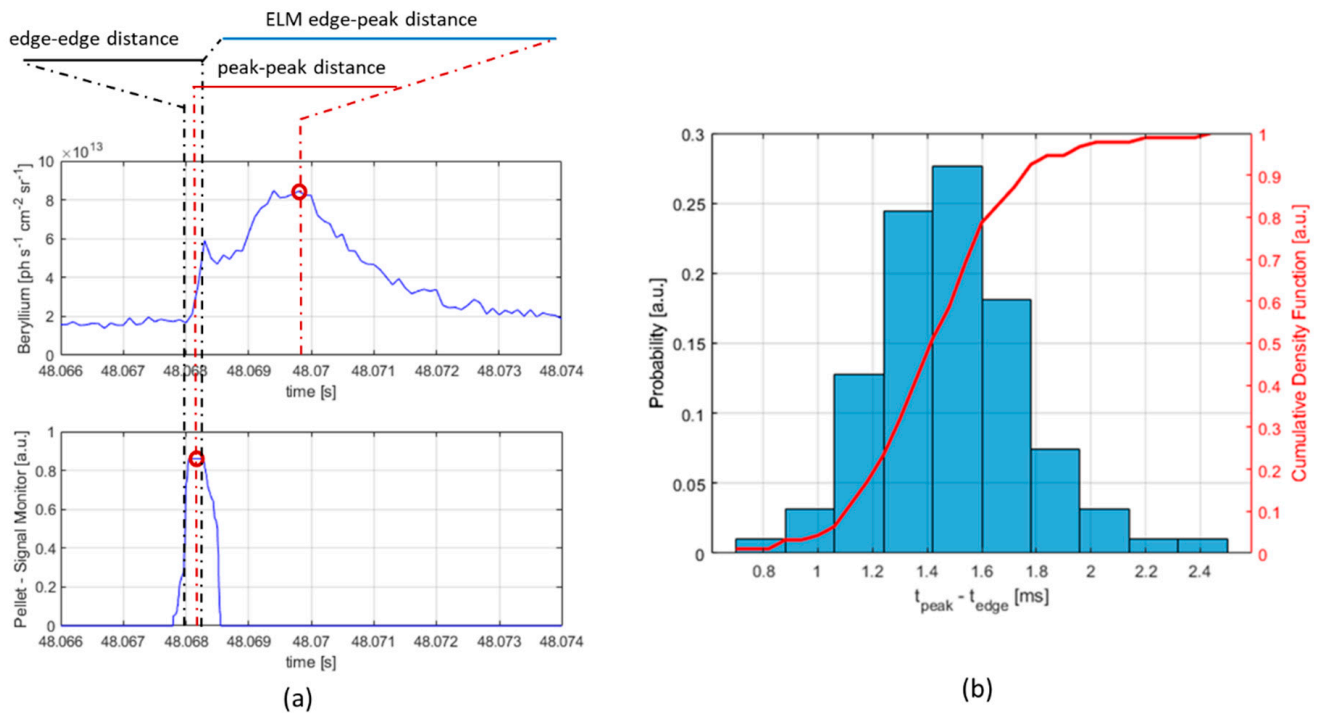 ELM edge-peak distance
edge-edge distance
peak-peak distance
×10^13
10
8
6
4
2
0
Beryllium [ph s^-1 cm^-2 sr^-1]
48.066 48.067 48.068 48.069 48.07 48.071 48.072 48.073 48.074
time [s]
1
0.8
0.6
0.4
0.2
0
Pellet - Signal Monitor [a.u.]
48.066 48.067 48.068 48.069 48.07 48.071 48.072 48.073 48.074
time [s]
(a)
0.3
0.25
0.2
0.15
0.1
0.05
0
Probability [a.u.]
0.8 1 1.2 1.4 1.6 1.8 2 2.2 2.4
t_peak - t_edge [ms]
1
0.9
0.8
0.7
0.6
0.5
0.4
0.3
0.2
0.1
0
Cumulative Density Function [a.u.]
(b)